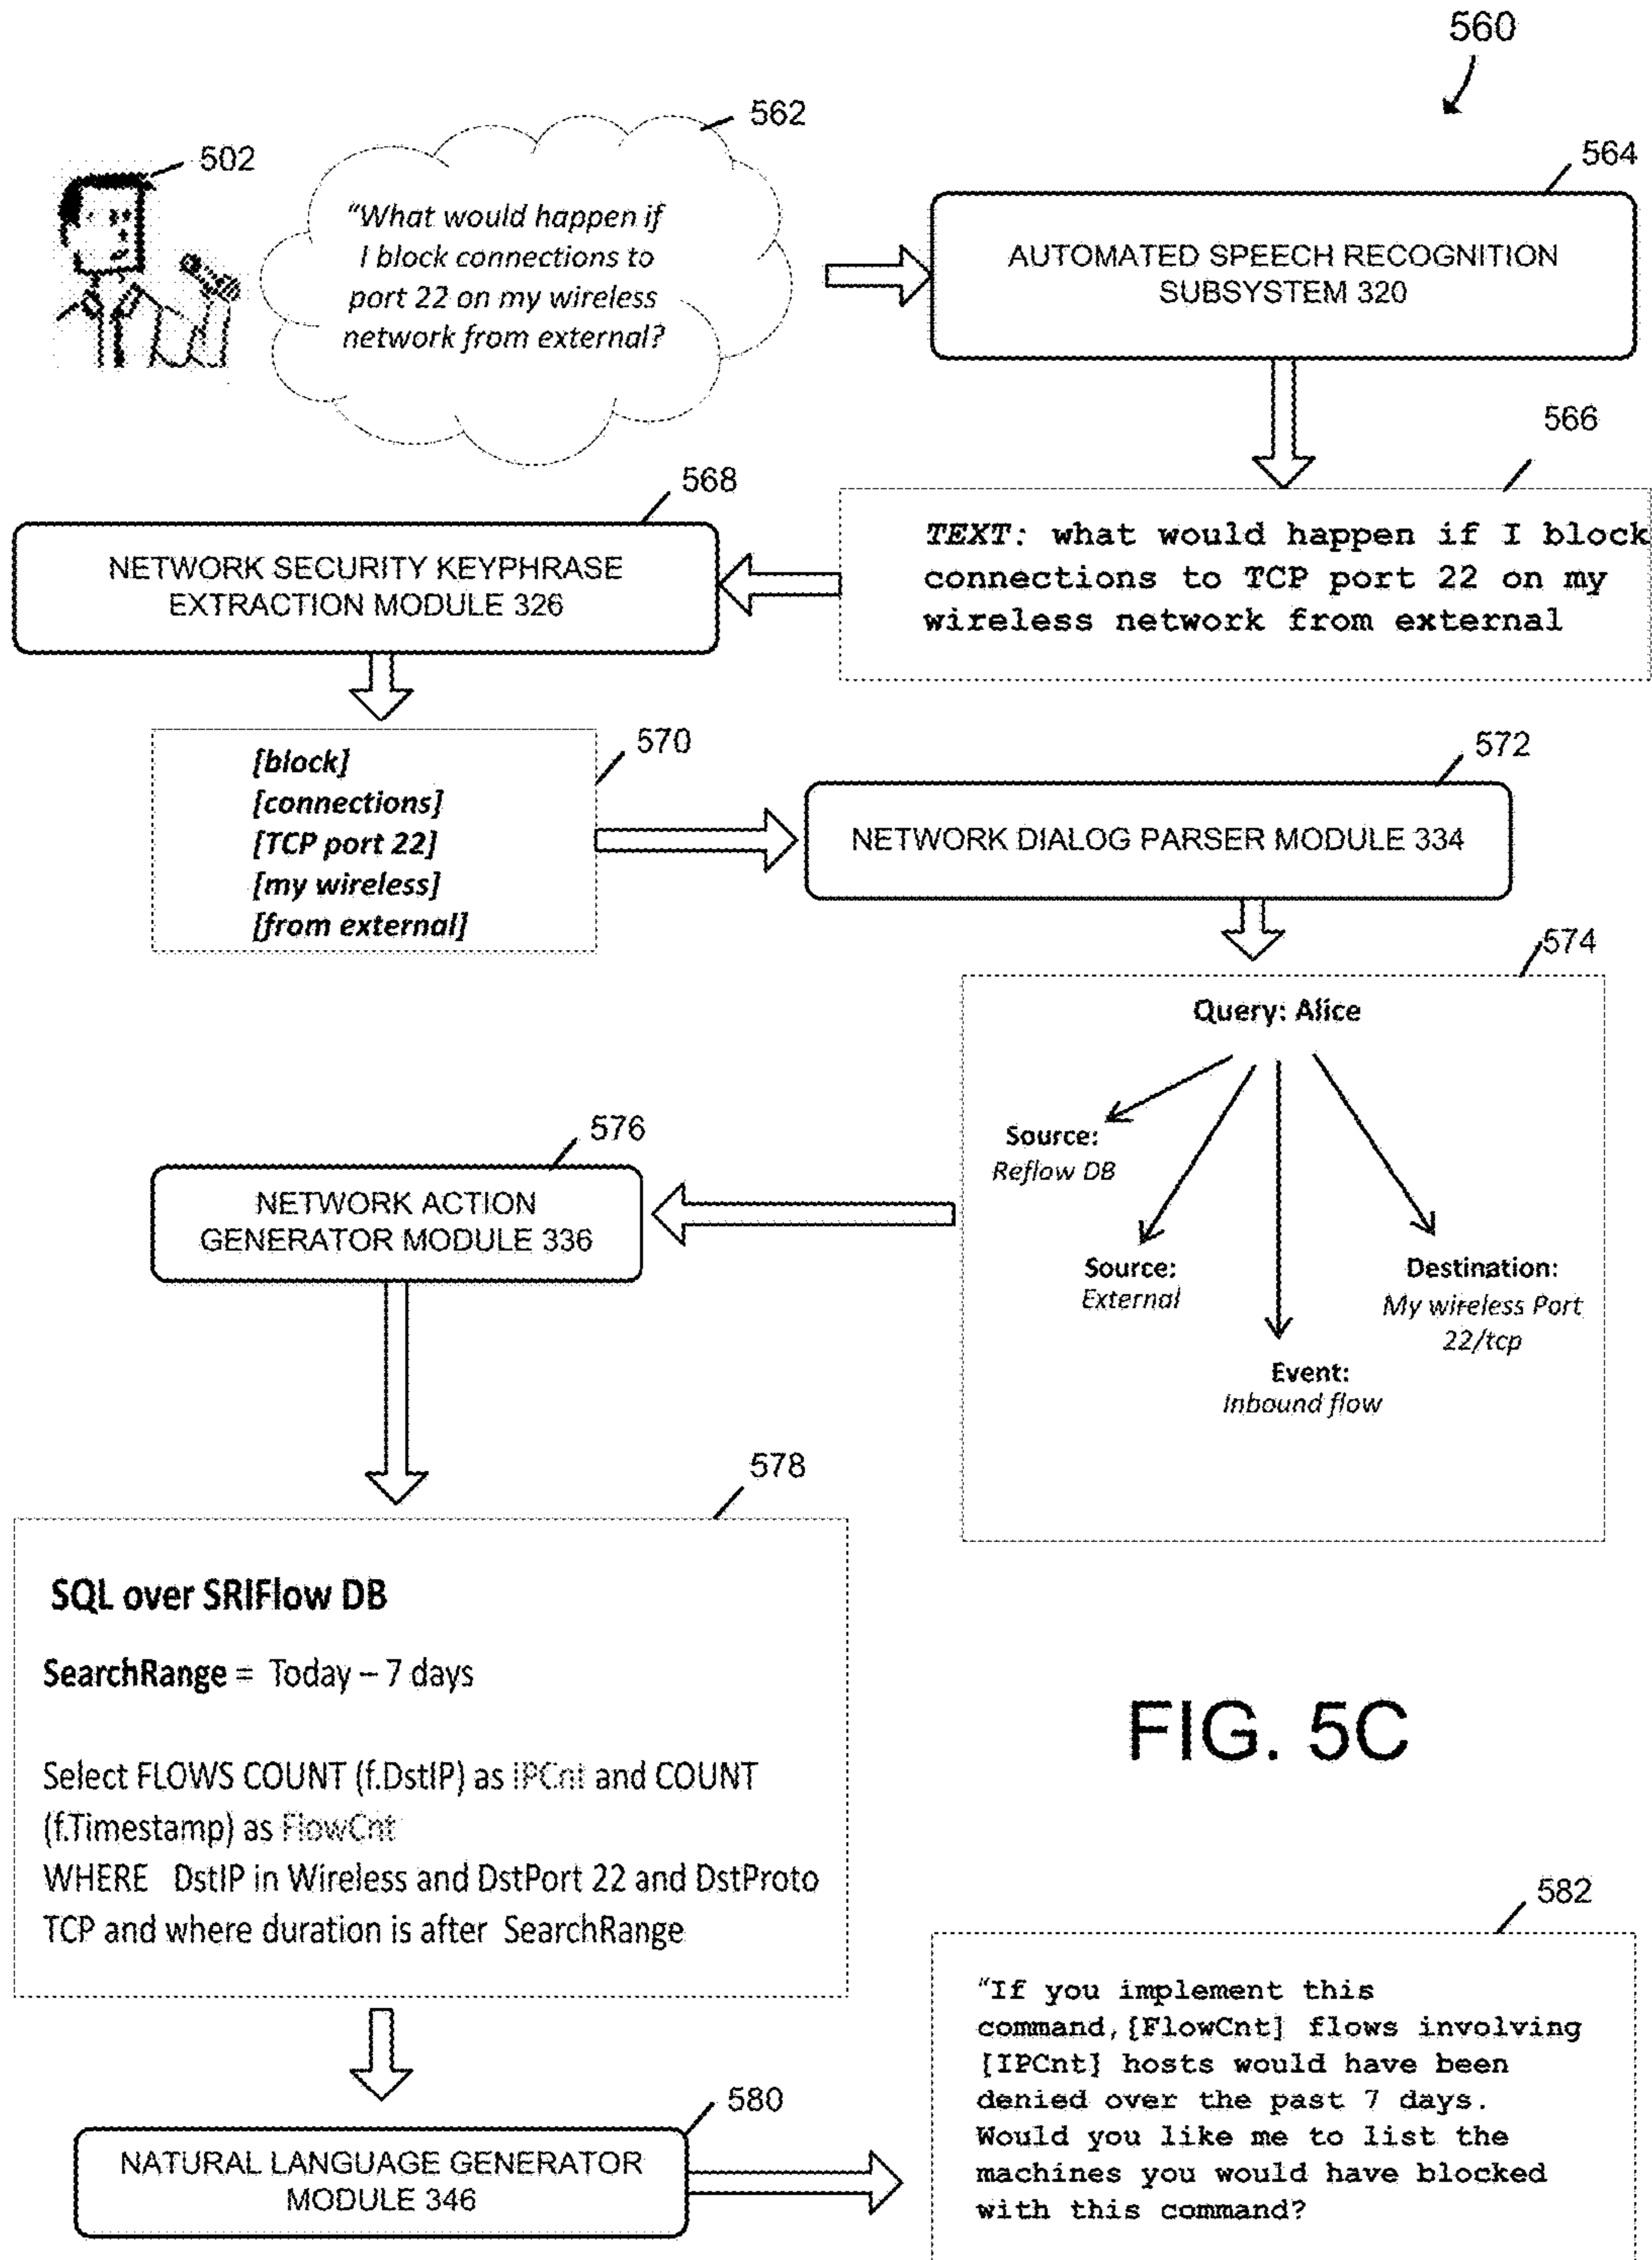 560
562
502
564
"What would happen if
I block connections to
port 22 on my wireless
network from external?
AUTOMATED SPEECH RECOGNITION
SUBSYSTEM 320
566
568
TEXT: what would happen if I block
connections to TCP port 22 on my
wireless network from external
NETWORK SECURITY KEYPHRASE
EXTRACTION MODULE 326
570
[block]
[connections]
[TCP port 22]
[my wireless]
[from external]
572
NETWORK DIALOG PARSER MODULE 334
574
Query: Alice
Source:
Reflow DB
Source:
External
Event:
Inbound flow
Destination:
My wireless Port
22/tcp
576
NETWORK ACTION
GENERATOR MODULE 336
578
SQL over SRIFlow DB
SearchRange = Today – 7 days
Select FLOWS COUNT (f.DstIP) as IPCnt and COUNT
(f.Timestamp) as FlowCnt
WHERE DstIP in Wireless and DstPort 22 and DstProto
TCP and where duration is after SearchRange
FIG. 5C
580
NATURAL LANGUAGE GENERATOR
MODULE 346
582
"If you implement this
command,[FlowCnt] flows involving
[IPCnt] hosts would have been
denied over the past 7 days.
Would you like me to list the
machines you would have blocked
with this command?